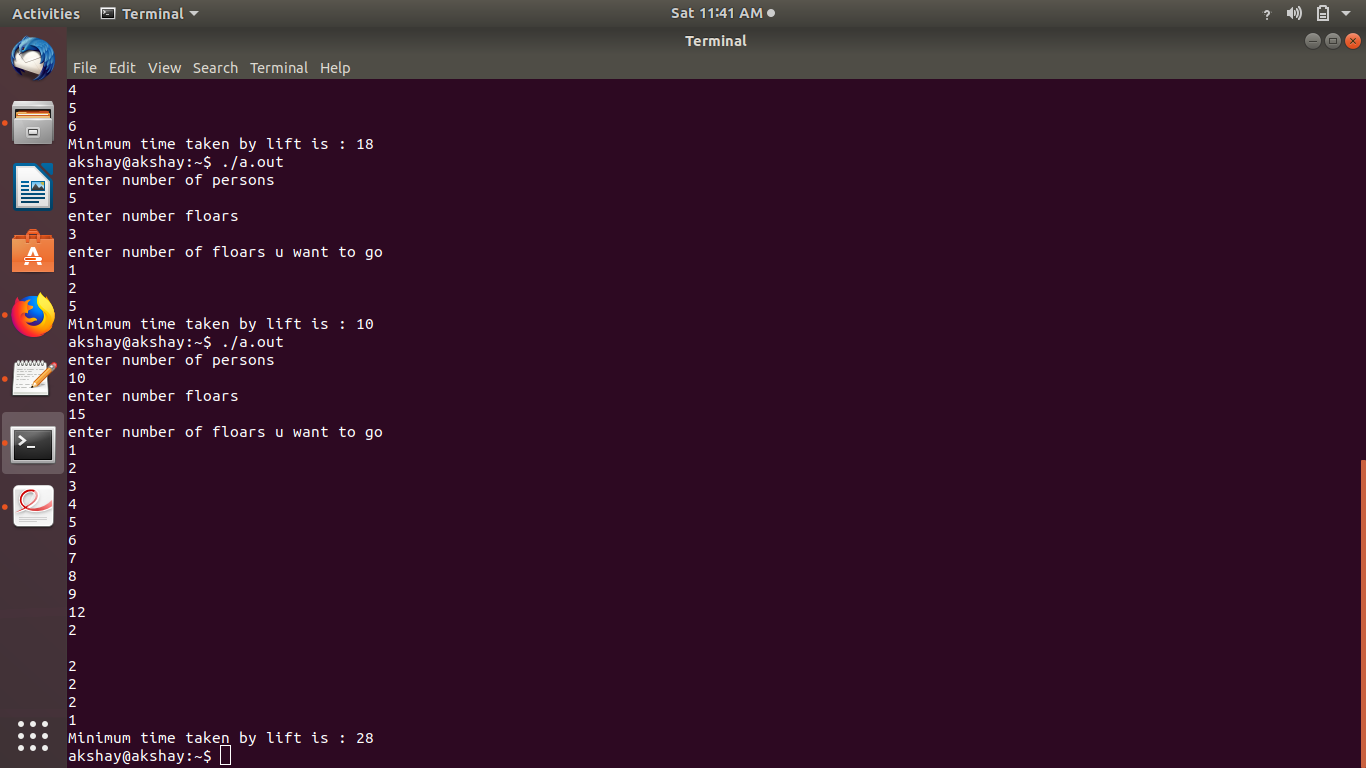 Activities Terminal Sat 11:41 AM
Terminal
File Edit View Search Terminal Help
4
5
6
Minimum time taken by lift is : 18
akshay@akshay:~$ ./a.out
enter number of persons
5
enter number floars
3
enter number of floars u want to go
1
2
5
Minimum time taken by lift is : 10
akshay@akshay:~$ ./a.out
enter number of persons
10
enter number floars
15
enter number of floars u want to go
1
2
3
4
5
6
7
8
9
12
2

2
2
2
1
Minimum time taken by lift is : 28
akshay@akshay:~$